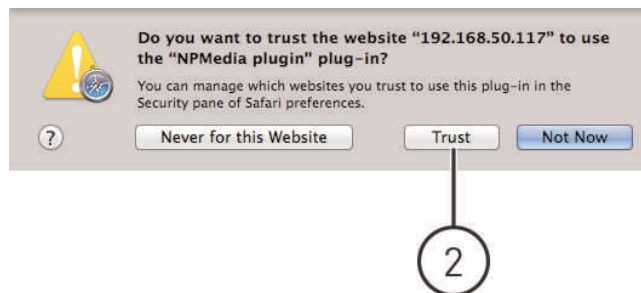 Do you want to trust the website “192.168.50.117” to use
the “NPMedia plugin” plug-in?
You can manage which websites you trust to use this plug-in in the
Security pane of Safari preferences.
? Never for this Website Trust Not Now
2